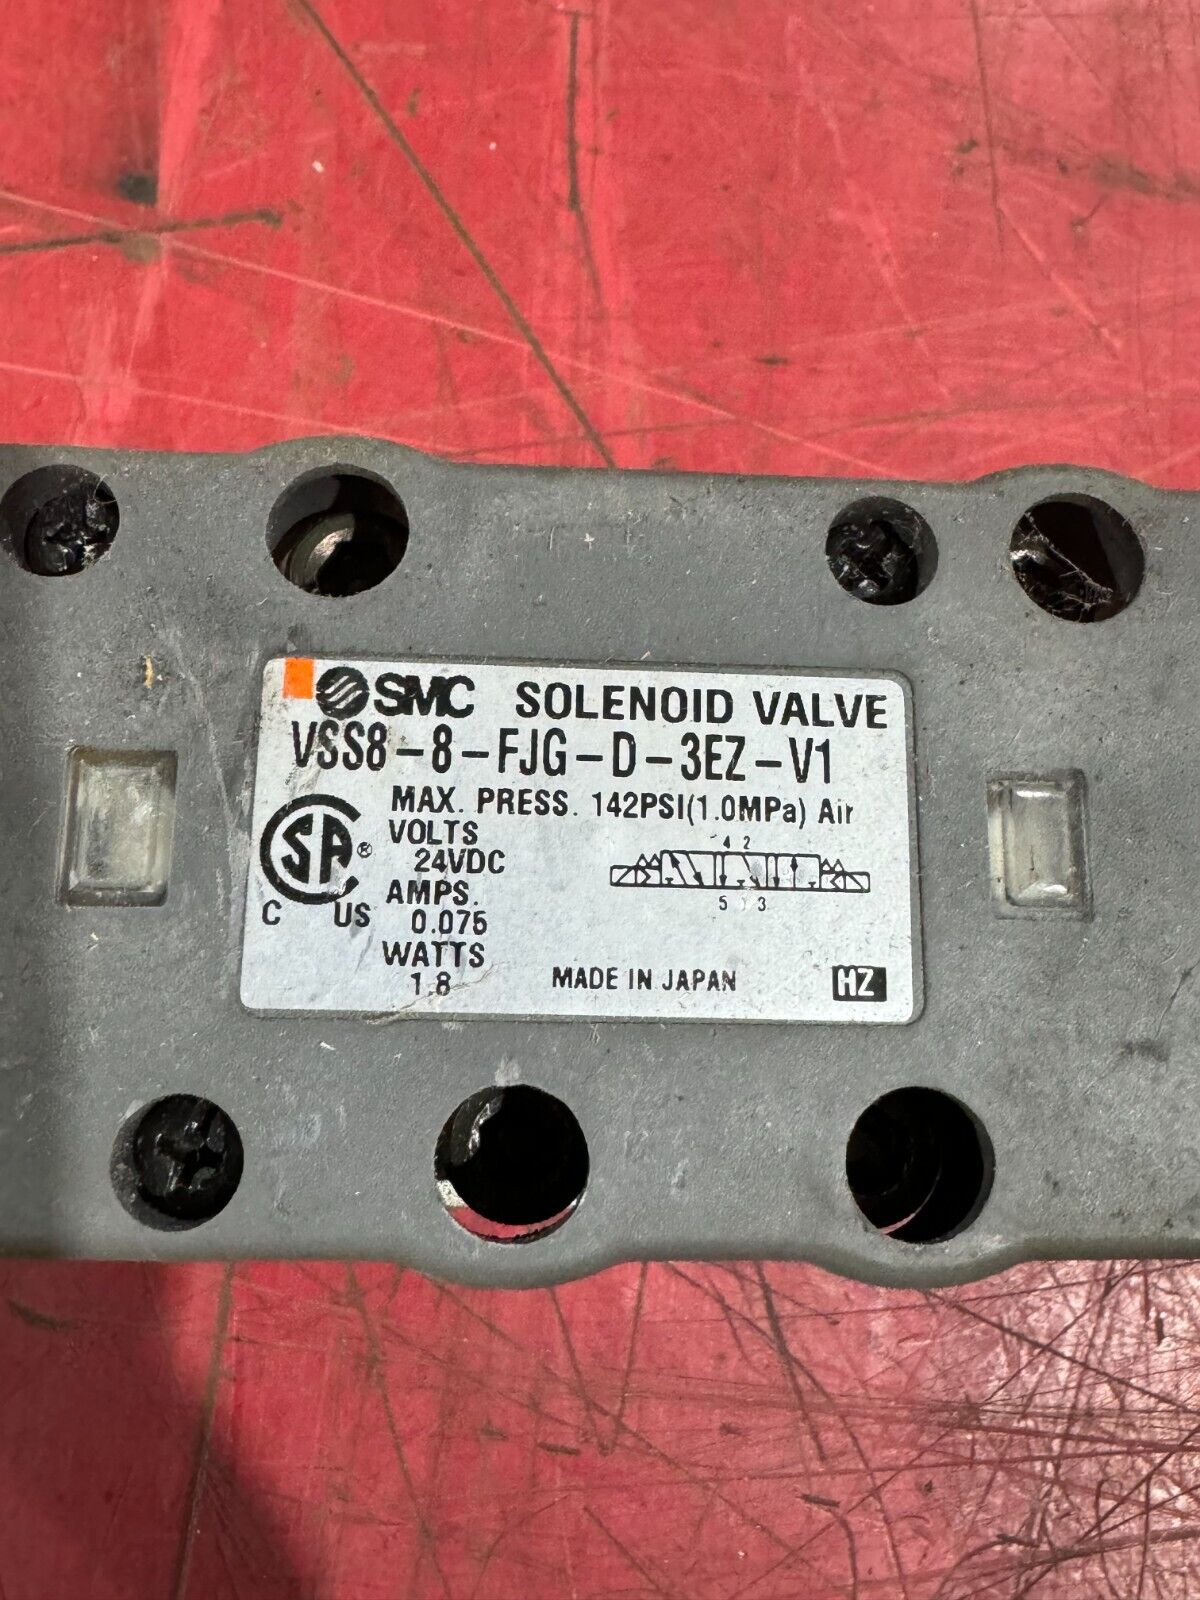 SMC SOLENOID VALVE
VSS8-8-FJG-D-3EZ-V1
MAX. PRESS. 142PSI(1.0MPa) Air
VOLTS
24VDC
AMPS.
0.075
WATTS
1.8
SA ®
C US
4 2
5 3
MADE IN JAPAN
HZ